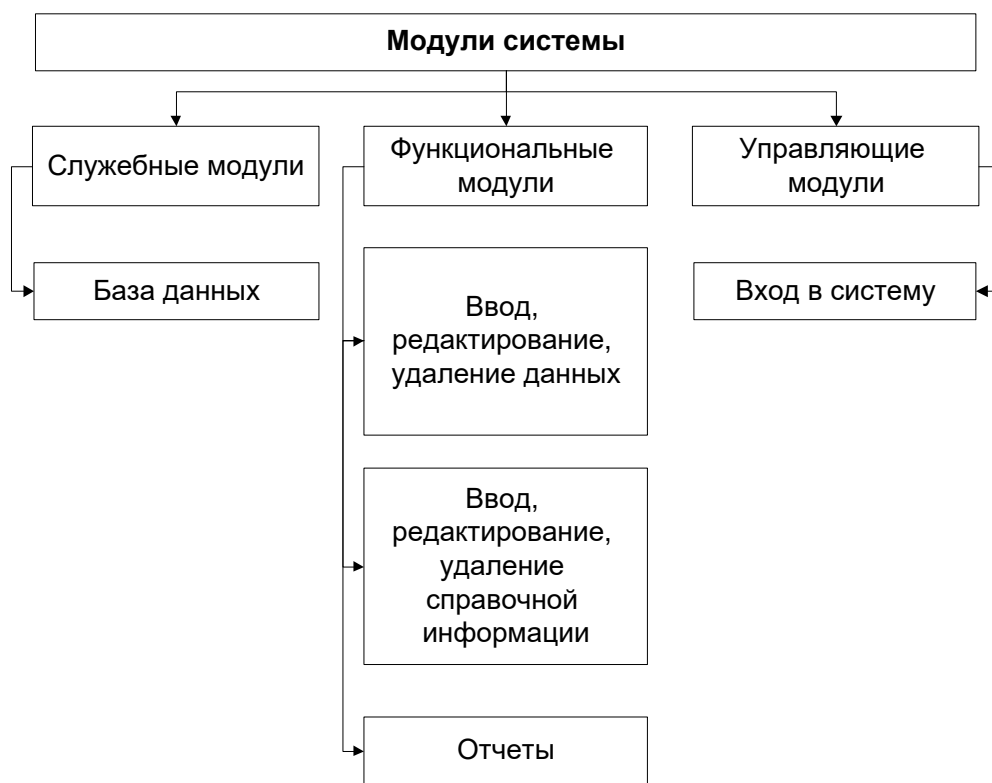 Модули системы
Служебные модули
Функциональные
модули
Управляющие
модули
База данных
Ввод,
редактирование,
удаление данных
Вход в систему
Ввод,
редактирование,
удаление
справочной
информации
Отчеты